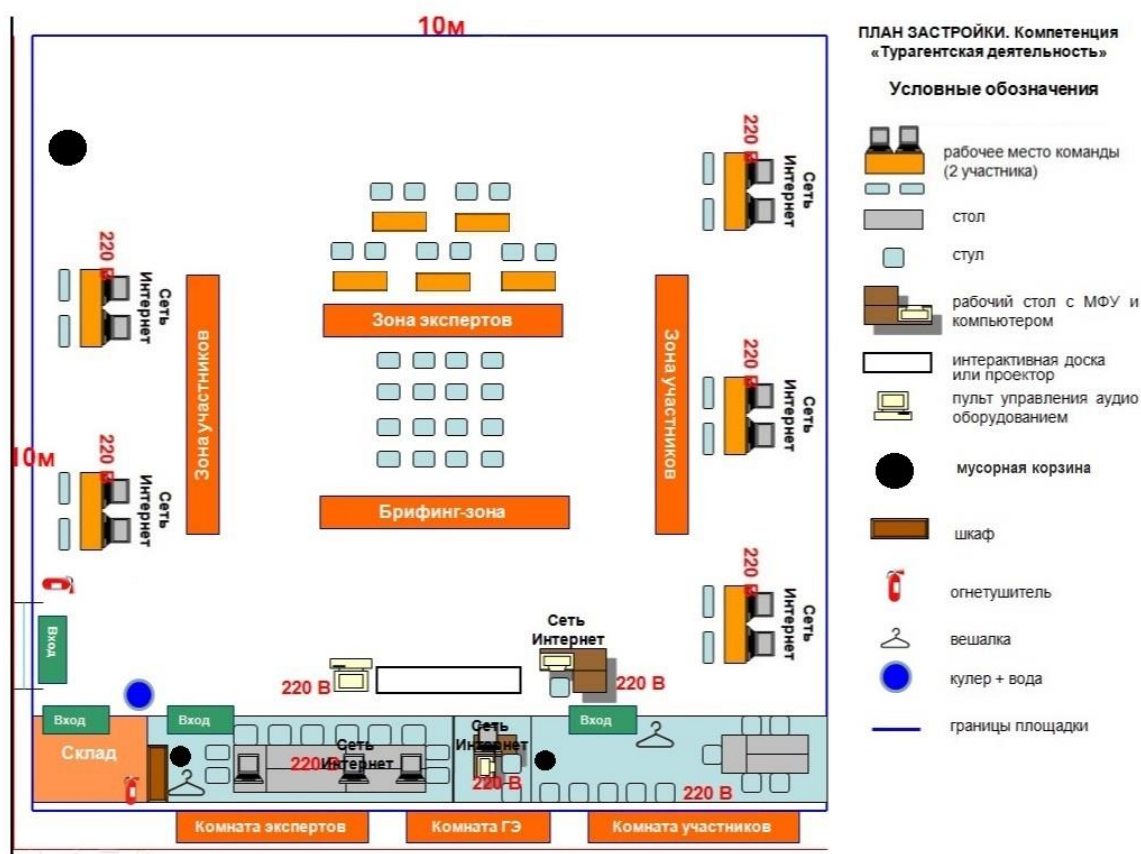 10м
ПЛАН ЗАСТРОЙКИ. Компетенция
«Турагентская деятельность»
Условные обозначения
рабочее место команды
(2 участника)
стол
стул
рабочий стол с МФУ и
компьютером
интерактивная доска
или проектор
пульт управления аудио
оборудованием
мусорная корзина
шкаф
огнетушитель
вешалка
кулер + вода
границы площадки
220 В
Сеть
Интернет
220 В
Сеть
Интернет
Зона экспертов
Зона участников
Зона участников
220 В
Сеть
Интернет
10м
220 В
Сеть
Интернет
Брифинг-зона
220 В
Сеть
Интернет
Вход
Сеть
Интернет
220 В
220 В
Вход
Вход
Вход
Склад
Сеть
Интернет
220 В
Сеть
Интернет
220 В
220 В
Комната экспертов
Комната ГЭ
Комната участников